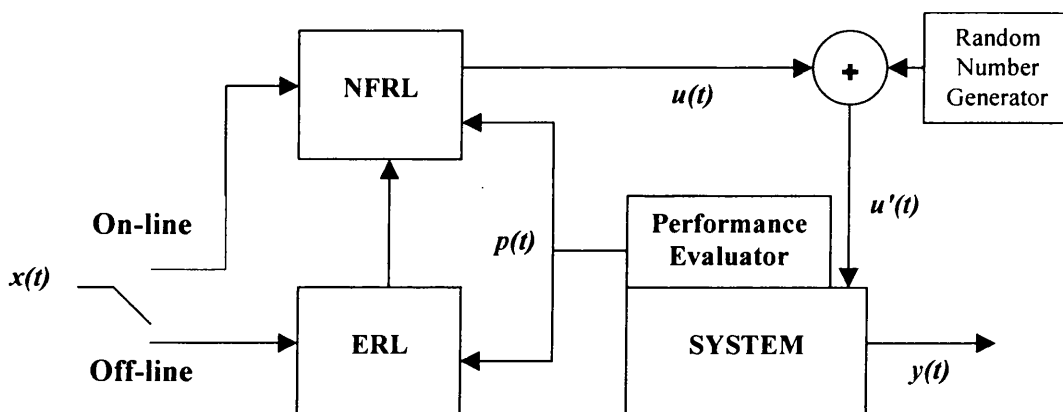 Random
Number
Generator
NFRL
+
u(t)
u'(t)
On-line
Performance
Evaluator
p(t)
x(t)
ERL
SYSTEM
Off-line
y(t)